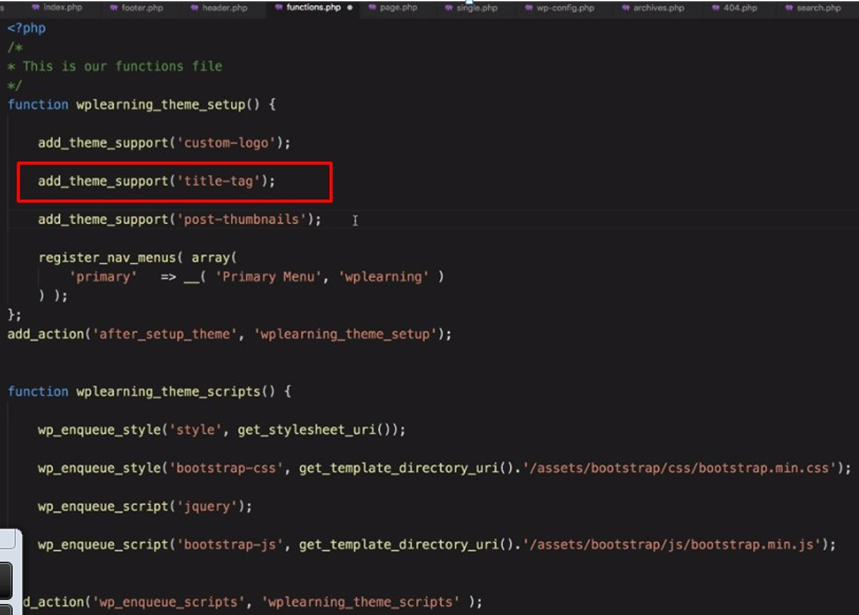 index.php footer.php header.php functions.php page.php single.php wp-config.php archives.php 404.php search.php
<?php
/*
* This is our functions file
*/
function wplearning_theme_setup() {
add_theme_support('custom-logo');
add_theme_support('title-tag');
add_theme_support('post-thumbnails');
register_nav_menus( array(
'primary' => __( 'Primary Menu', 'wplearning' )
) );
};
add_action('after_setup_theme', 'wplearning_theme_setup');
function wplearning_theme_scripts() {
wp_enqueue_style('style', get_stylesheet_uri());
wp_enqueue_style('bootstrap-css', get_template_directory_uri().'/assets/bootstrap/css/bootstrap.min.css');
wp_enqueue_script('jquery');
wp_enqueue_script('bootstrap-js', get_template_directory_uri().'/assets/bootstrap/js/bootstrap.min.js');
d_action('wp_enqueue_scripts', 'wplearning_theme_scripts' );